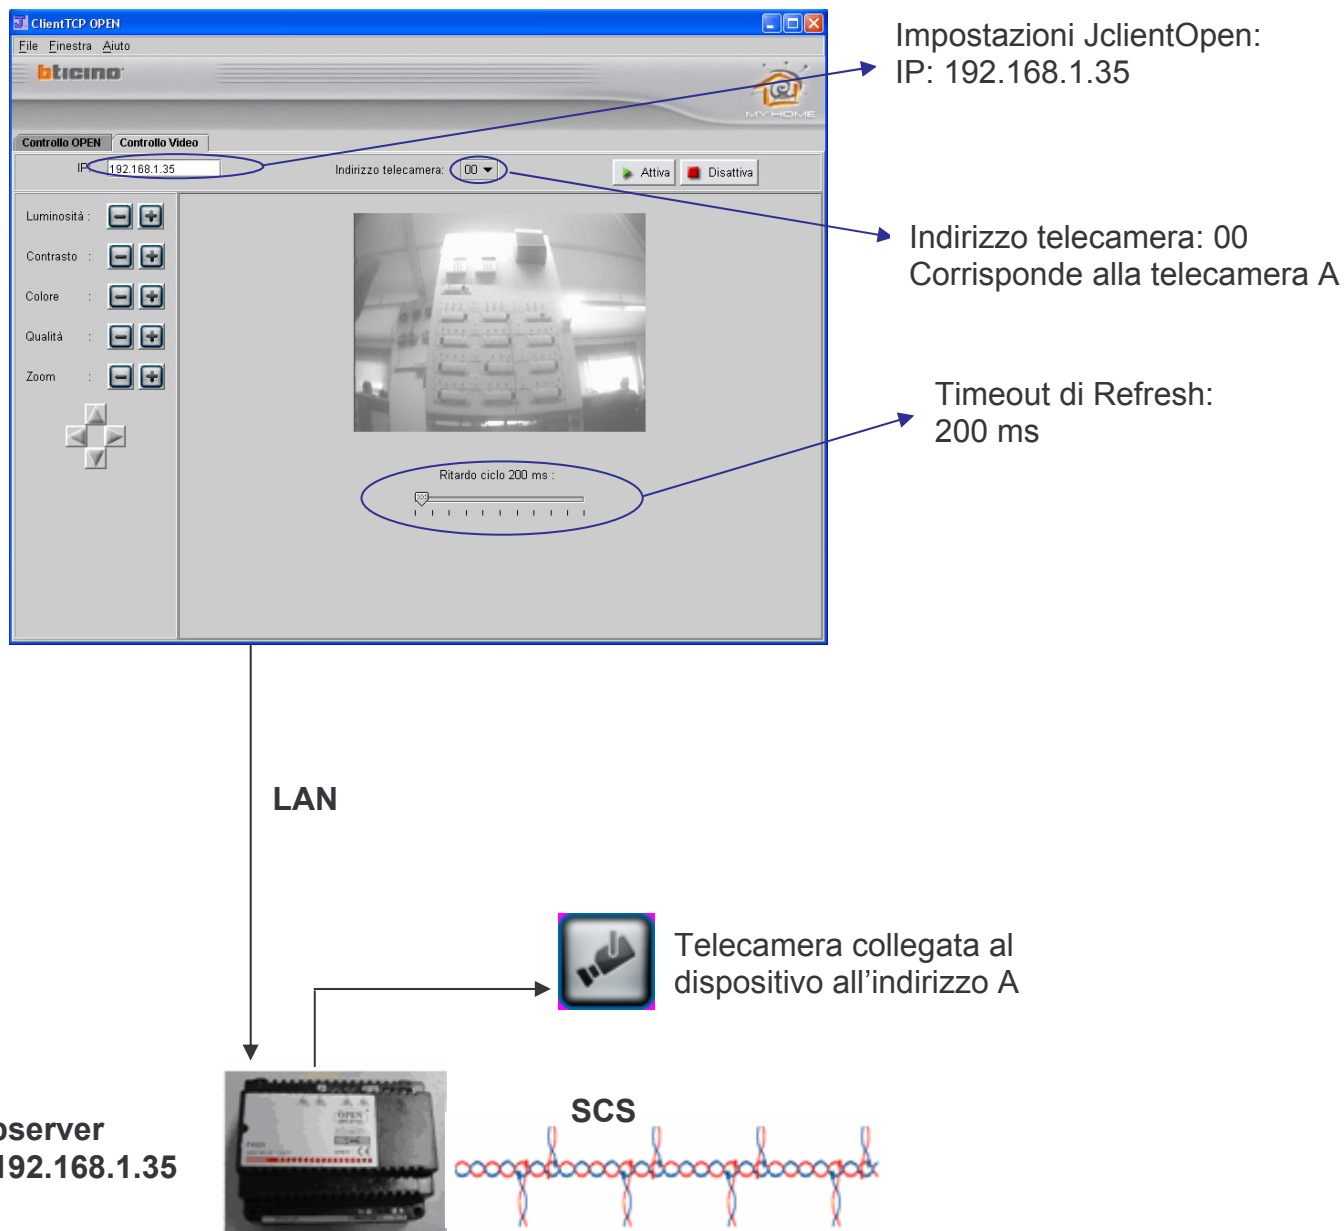 ClientTCP OPEN
File Finestra Aiuto
bticino
MY HOME
Controllo OPEN Controllo Video
IP: 192.168.1.35 Indirizzo telecamera: 00 Attiva Disattiva
Luminosità :
Contrasto :
Colore :
Qualità :
Zoom :
Ritardo ciclo 200 ms :
Impostazioni JclientOpen:
IP: 192.168.1.35
Indirizzo telecamera: 00
Corrisponde alla telecamera A
Timeout di Refresh:
200 ms
LAN
Telecamera collegata al
dispositivo all’indirizzo A
OPEN
SCS
oserver
192.168.1.35